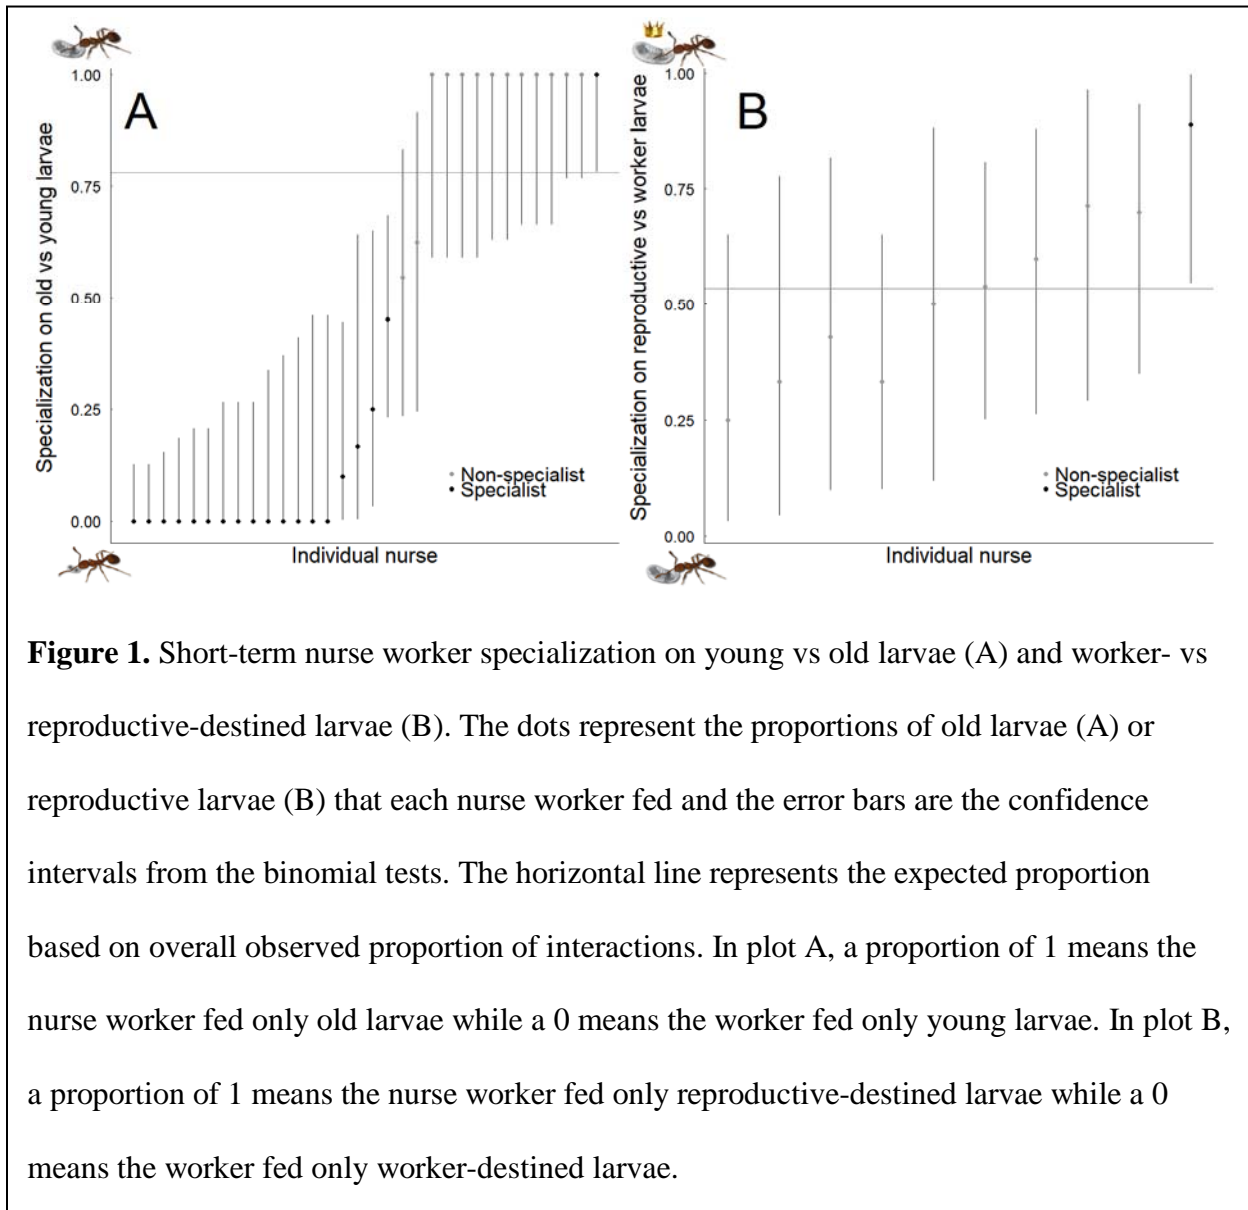 A
Specialization on old vs young larvae
1.00
0.75
0.50
0.25
0.00
Non-specialist
Specialist
Individual nurse
B
Specialization on reproductive vs worker larvae
1.00
0.75
0.50
0.25
0.00
Non-specialist
Specialist
Individual nurse
Figure 1. Short-term nurse worker specialization on young vs old larvae (A) and worker- vs
reproductive-destined larvae (B). The dots represent the proportions of old larvae (A) or
reproductive larvae (B) that each nurse worker fed and the error bars are the confidence
intervals from the binomial tests. The horizontal line represents the expected proportion
based on overall observed proportion of interactions. In plot A, a proportion of 1 means the
nurse worker fed only old larvae while a 0 means the worker fed only young larvae. In plot B,
a proportion of 1 means the nurse worker fed only reproductive-destined larvae while a 0
means the worker fed only worker-destined larvae.